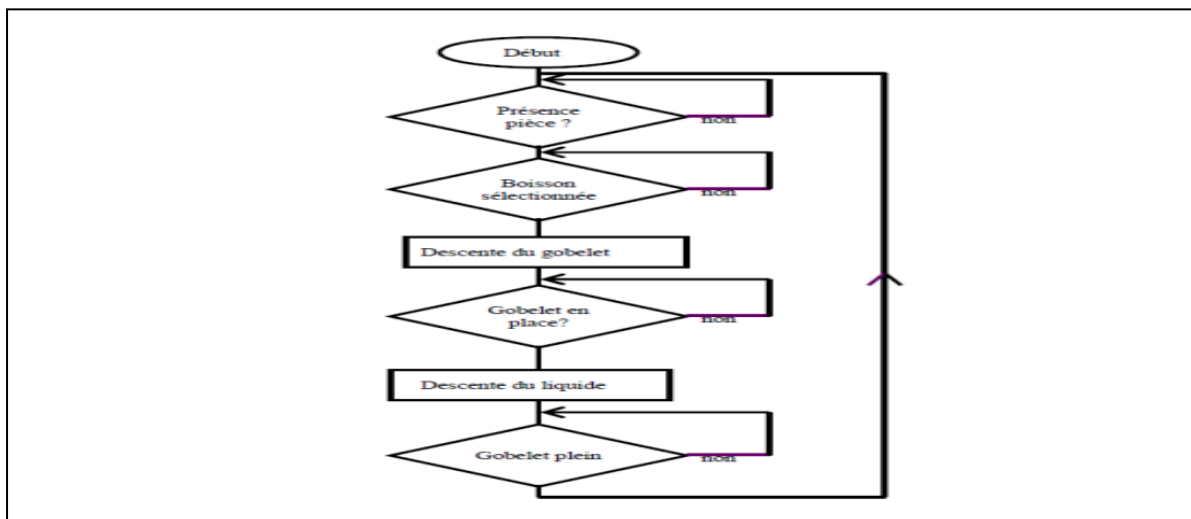 Début
Présence
pièce ?
non
Boisson
sélectionnée
non
Descente du gobelet
Gobelet en
place?
non
Descente du liquide
Gobelet plein
non